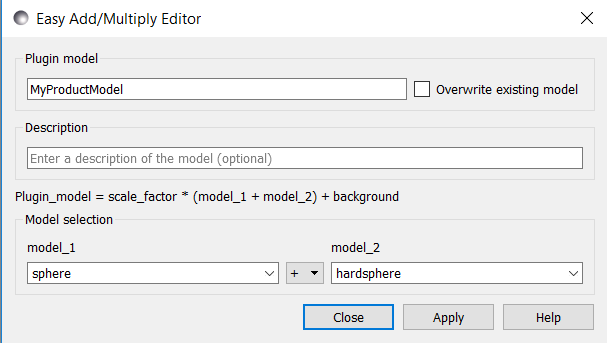 Easy Add/Multiply Editor
Plugin model
MyProductModel
Overwrite existing model
Description
Enter a description of the model (optional)
Plugin_model = scale_factor * (model_1 + model_2) + background
Model selection
model_1 model_2
sphere + hardsphere
Close Apply Help